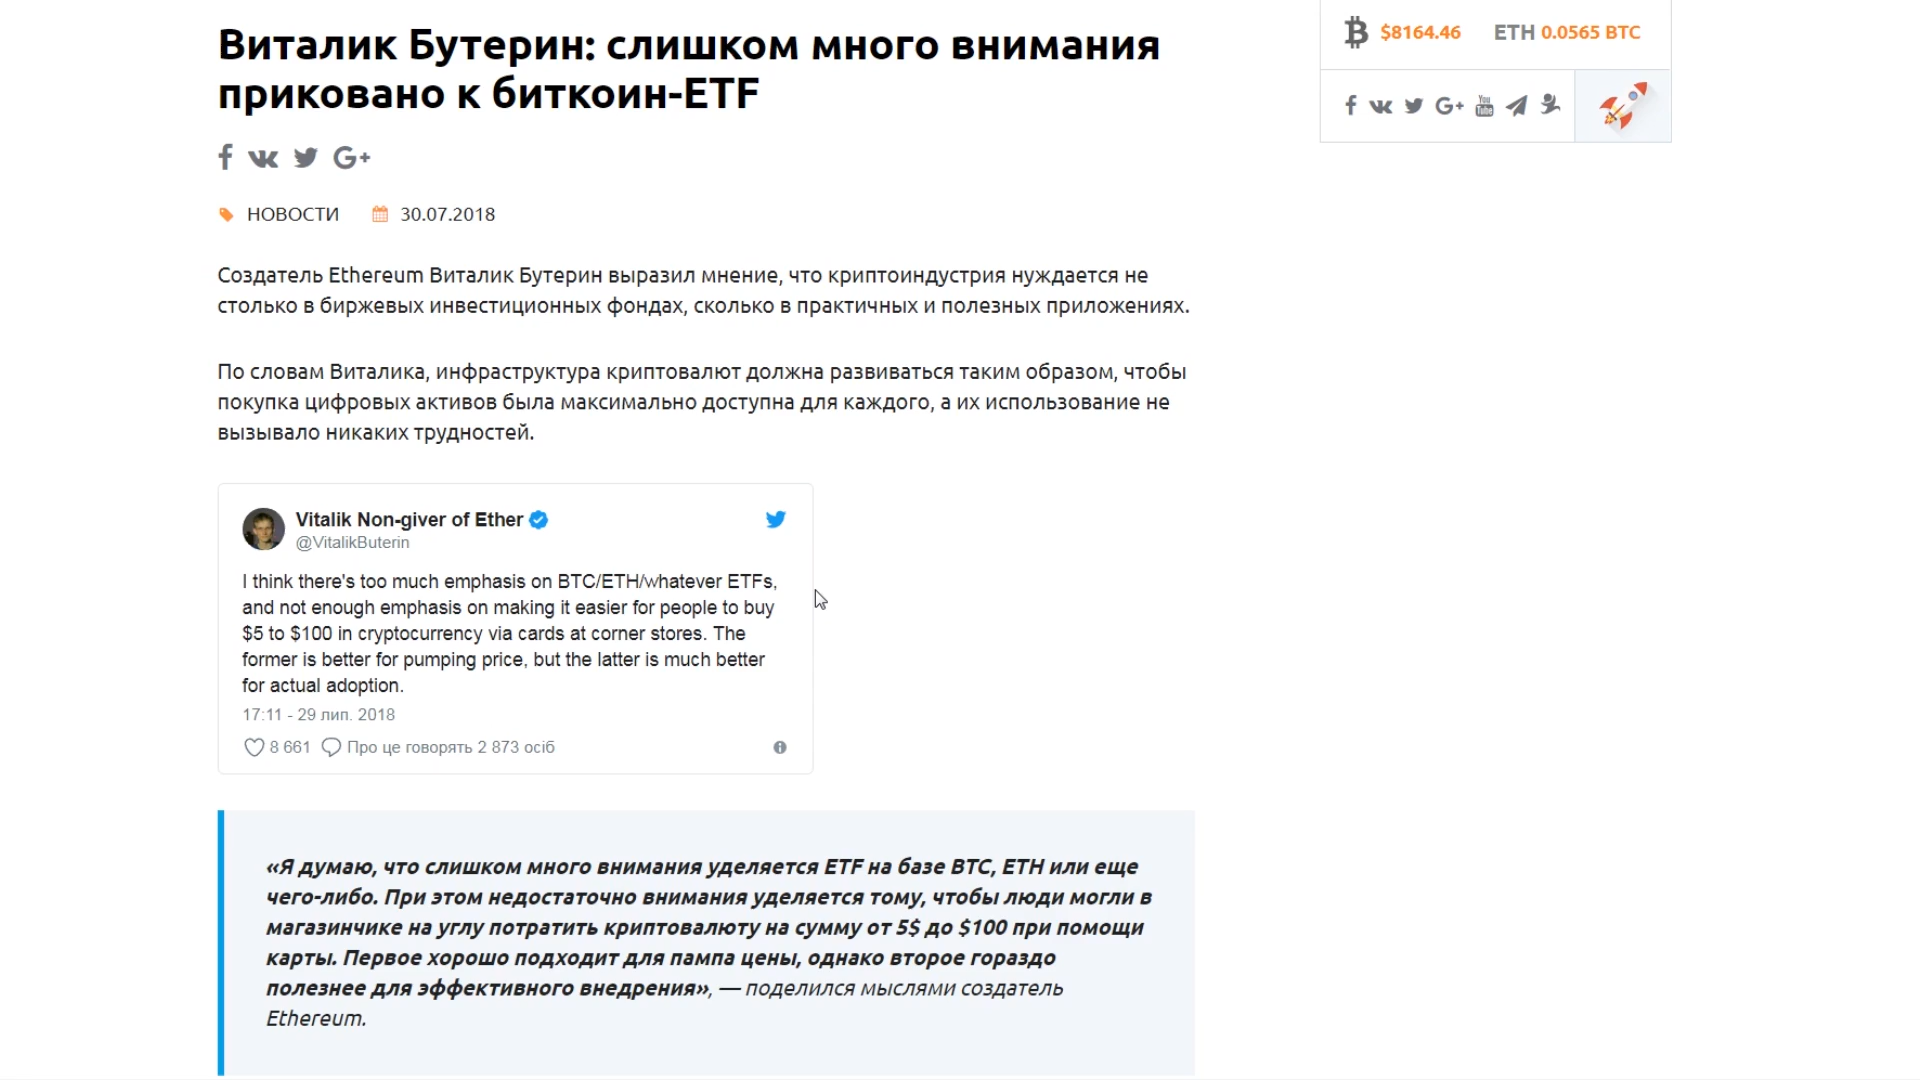 Виталик Бутерин: слишком много внимания
приковано к биткоин-ETF
$8164.46 ETH 0.0565 BTC
НОВОСТИ 30.07.2018
Создатель Ethereum Виталик Бутерин выразил мнение, что криптоиндустрия нуждается не
столько в биржевых инвестиционных фондах, сколько в практичных и полезных приложениях.
По словам Виталика, инфраструктура криптовалют должна развиваться таким образом, чтобы
покупка цифровых активов была максимально доступна для каждого, а их использование не
вызывало никаких трудностей.
Vitalik Non-giver of Ether
@VitalikButerin
I think there's too much emphasis on BTC/ETH/whatever ETFs,
and not enough emphasis on making it easier for people to buy
$5 to $100 in cryptocurrency via cards at corner stores. The
former is better for pumping price, but the latter is much better
for actual adoption.
17:11 - 29 лип. 2018
8 661 Про це говорять 2 873 осіб
«Я думаю, что слишком много внимания уделяется ETF на базе BTC, ETH или еще
чего-либо. При этом недостаточно внимания уделяется тому, чтобы люди могли в
магазинчике на углу потратить криптовалюту на сумму от 5$ до $100 при помощи
карты. Первое хорошо подходит для пампа цены, однако второе гораздо
полезнее для эффективного внедрения», — поделился мыслями создатель
Ethereum.